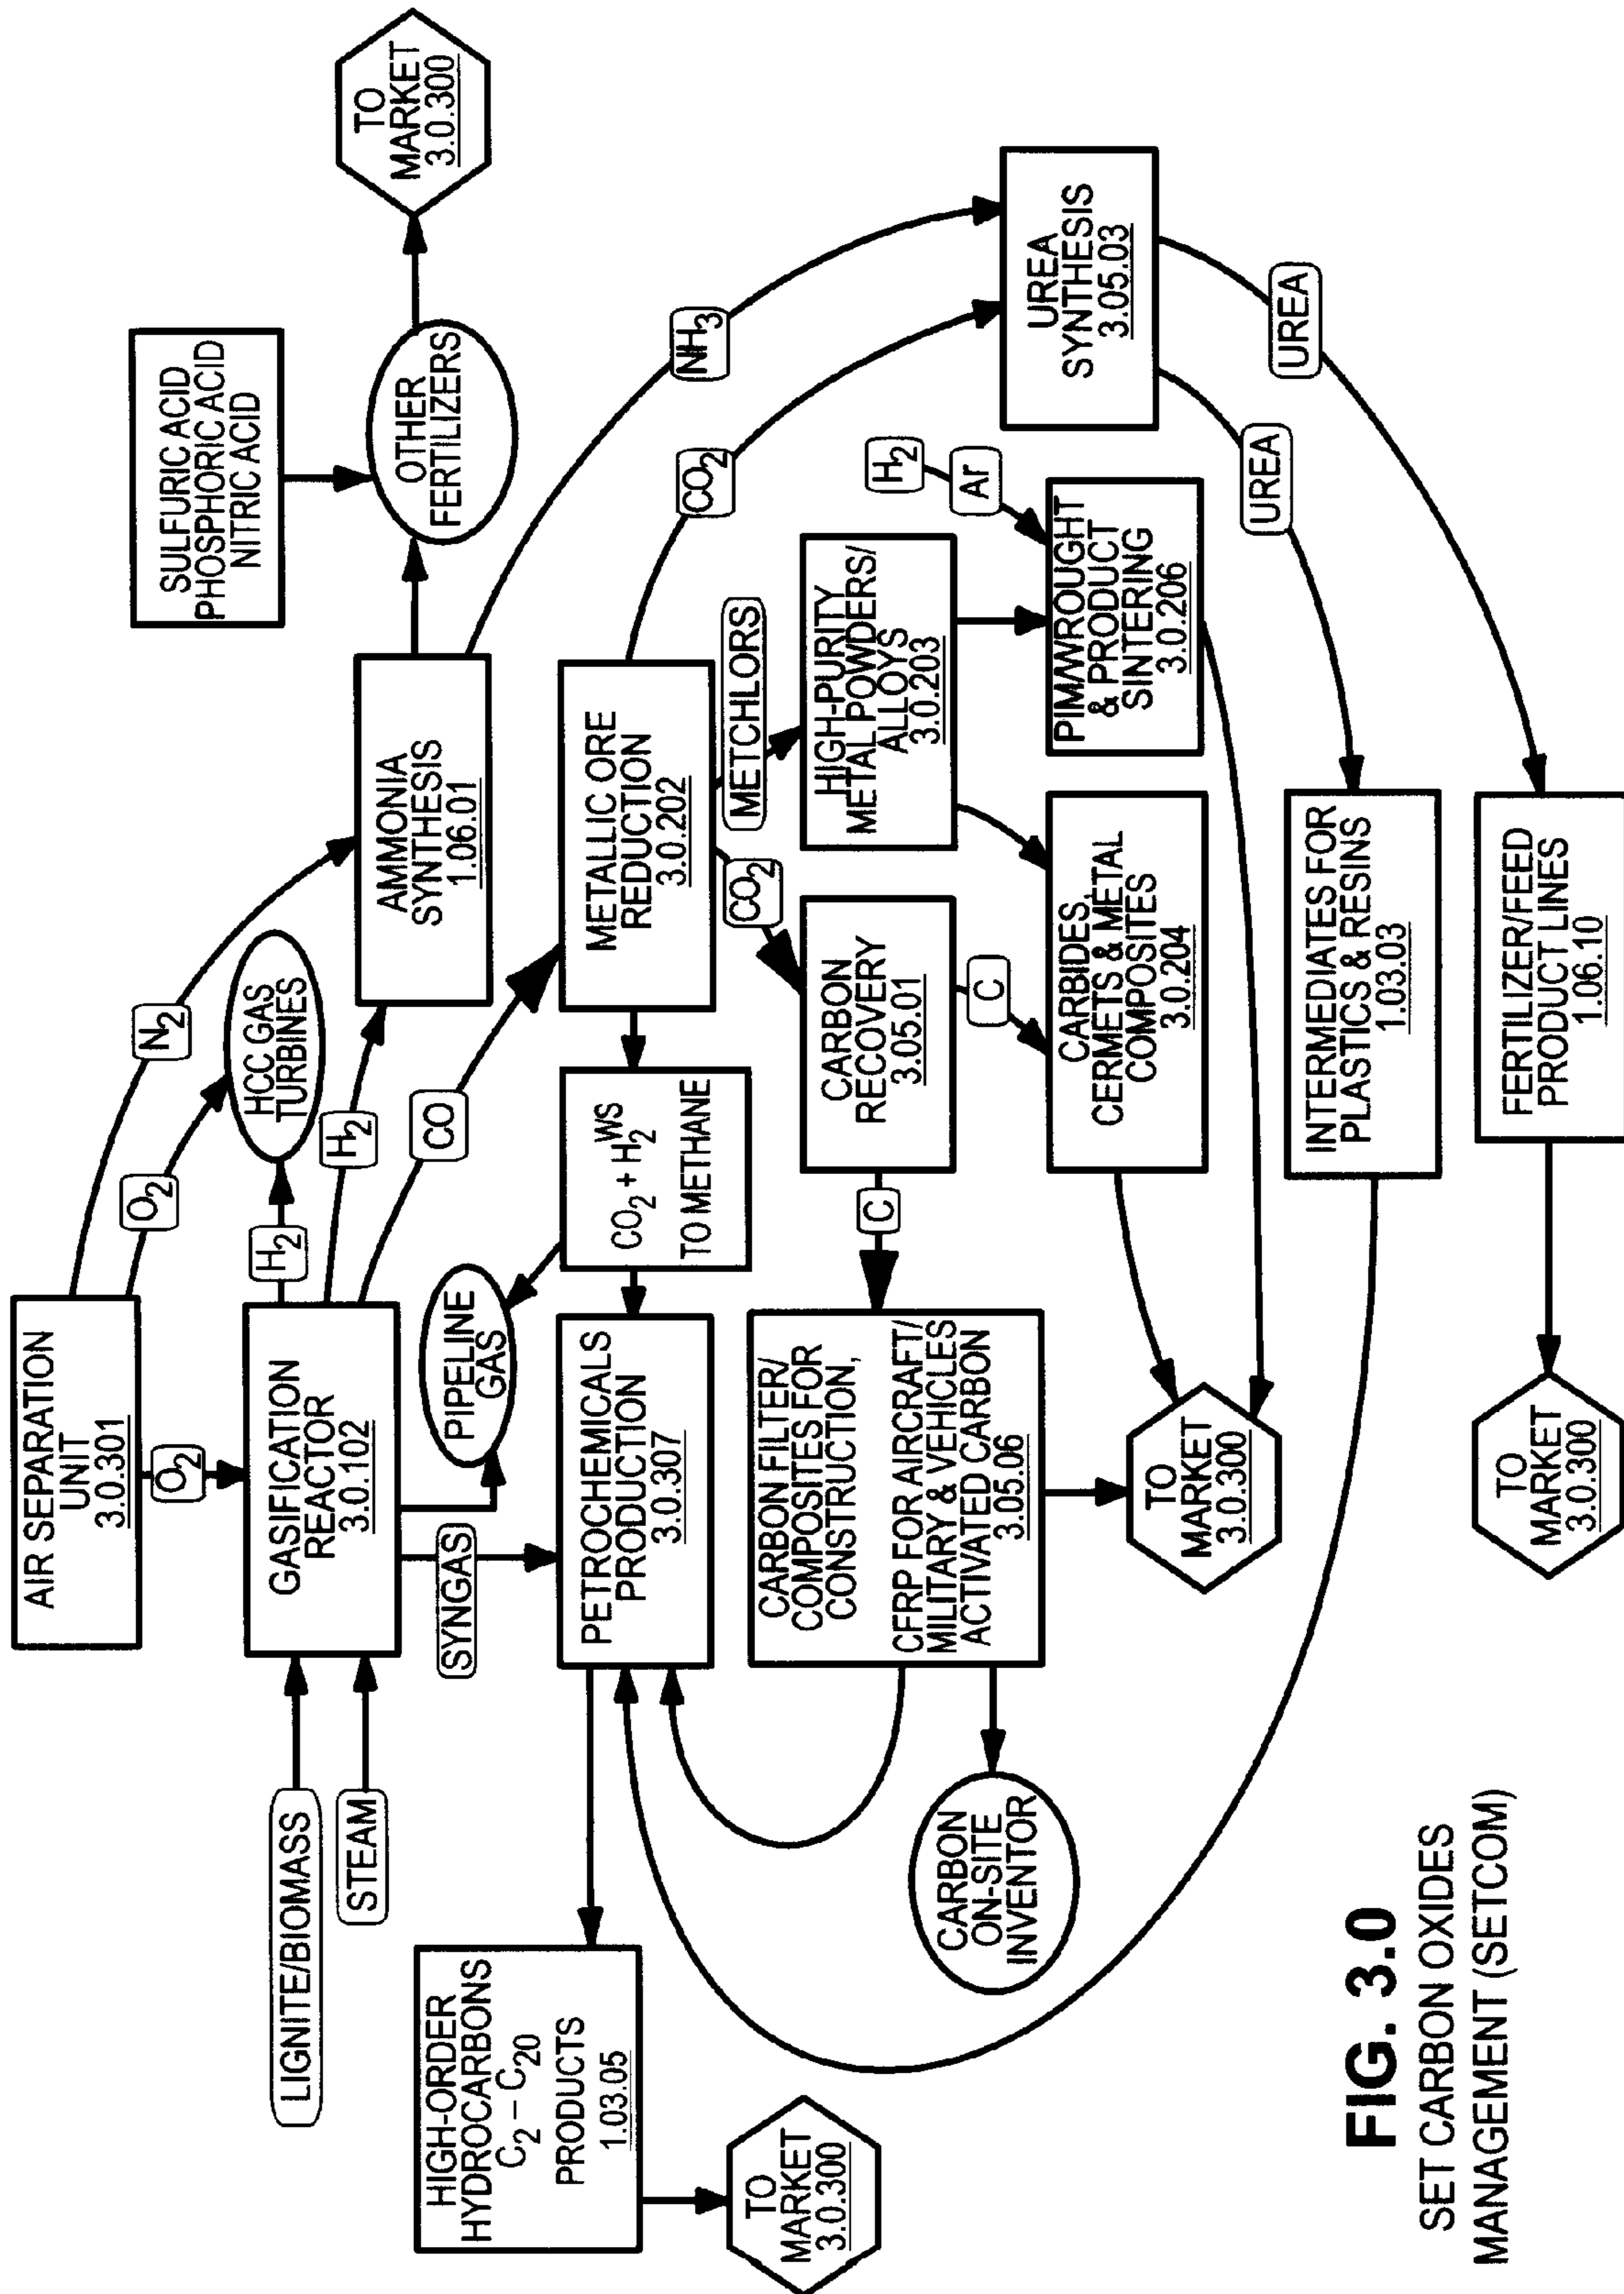 AIR SEPARATION
UNIT
3.0.301
O2
N2
O2
LIGNITE/BIOMASS
STEAM
GASIFICATION
REACTOR
3.0.102
H2
HCC GAS
TURBINES
H2
CO
SYNGAS
PIPELINE
GAS
SULFURIC ACID
PHOSPHORIC ACID
NITRIC ACID
OTHER
FERTILIZERS
TO
MARKET
3.0.300
AMMONIA
SYNTHESIS
1.06.01
NH3
HIGH-ORDER
HYDROCARBONS
C2 – C20
PRODUCTS
1.03.05
TO
MARKET
3.0.300
PETROCHEMICALS
PRODUCTION
3.0.307
CO2 + H2 WS
TO METHANE
METALLIC ORE
REDUCTION
3.0.202
CO2
METCHLORS
CO2
CARBON FILTER/
COMPOSITES FOR
CONSTRUCTION,
CFRP FOR AIRCRAFT/
MILITARY & VEHICLES
ACTIVATED CARBON
3.05.06
C
CARBON
RECOVERY
3.05.01
C
HIGH-PURITY
METAL POWDERS/
ALLOYS
3.0.203
H2
Ar
CARBON
ON-SITE
INVENTOR
CARBIDES,
CERMETS & METAL
COMPOSITES
3.0.204
PIM/WROUGHT
& PRODUCT
SINTERING
3.0.206
UREA
SYNTHESIS
3.05.03
UREA
UREA
TO
MARKET
3.0.300
INTERMEDIATES FOR
PLASTICS & RESINS
1.03.03
FERTILIZER/FEED
PRODUCT LINES
1.06.10
TO
MARKET
3.0.300
FIG. 3.0
SET CARBON OXIDES
MANAGEMENT (SETCOM)